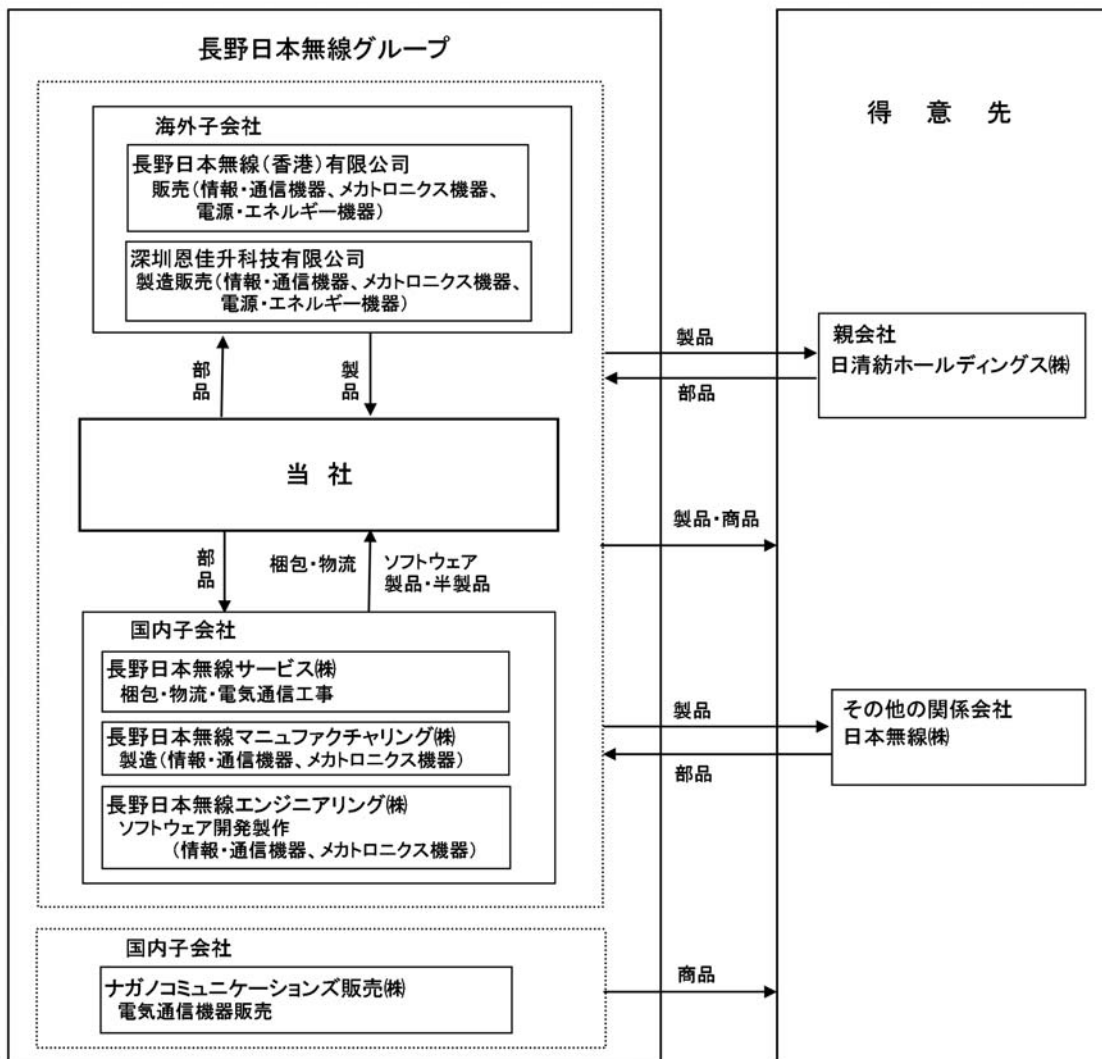 長野日本無線グループ
海外子会社
長野日本無線(香港)有限公司
販売(情報・通信機器、メカトロニクス機器、
電源・エネルギー機器)
深圳恩佳升科技有限公司
製造販売(情報・通信機器、メカトロニクス機器、
電源・エネルギー機器)
部品
製品
当 社
部品
梱包・物流
ソフトウェア
製品・半製品
国内子会社
長野日本無線サービス㈱
梱包・物流・電気通信工事
長野日本無線マニュファクチャリング㈱
製造(情報・通信機器、メカトロニクス機器)
長野日本無線エンジニアリング㈱
ソフトウェア開発製作
(情報・通信機器、メカトロニクス機器)
国内子会社
ナガノコミュニケーションズ販売㈱
電気通信機器販売
製品
部品
製品・商品
製品
部品
商品
得 意 先
親会社
日清紡ホールディングス㈱
その他の関係会社
日本無線㈱